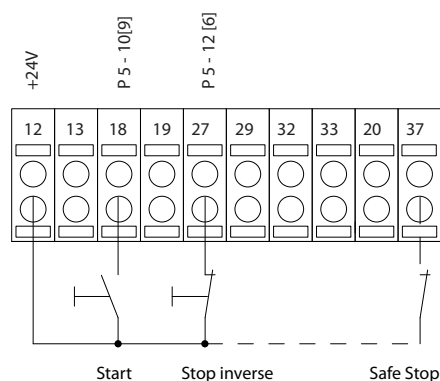 +24V
P 5 - 10[9]
P 5 - 12 [6]
12 13 18 19 27 29 32 33 20 37
Start Stop inverse Safe Stop